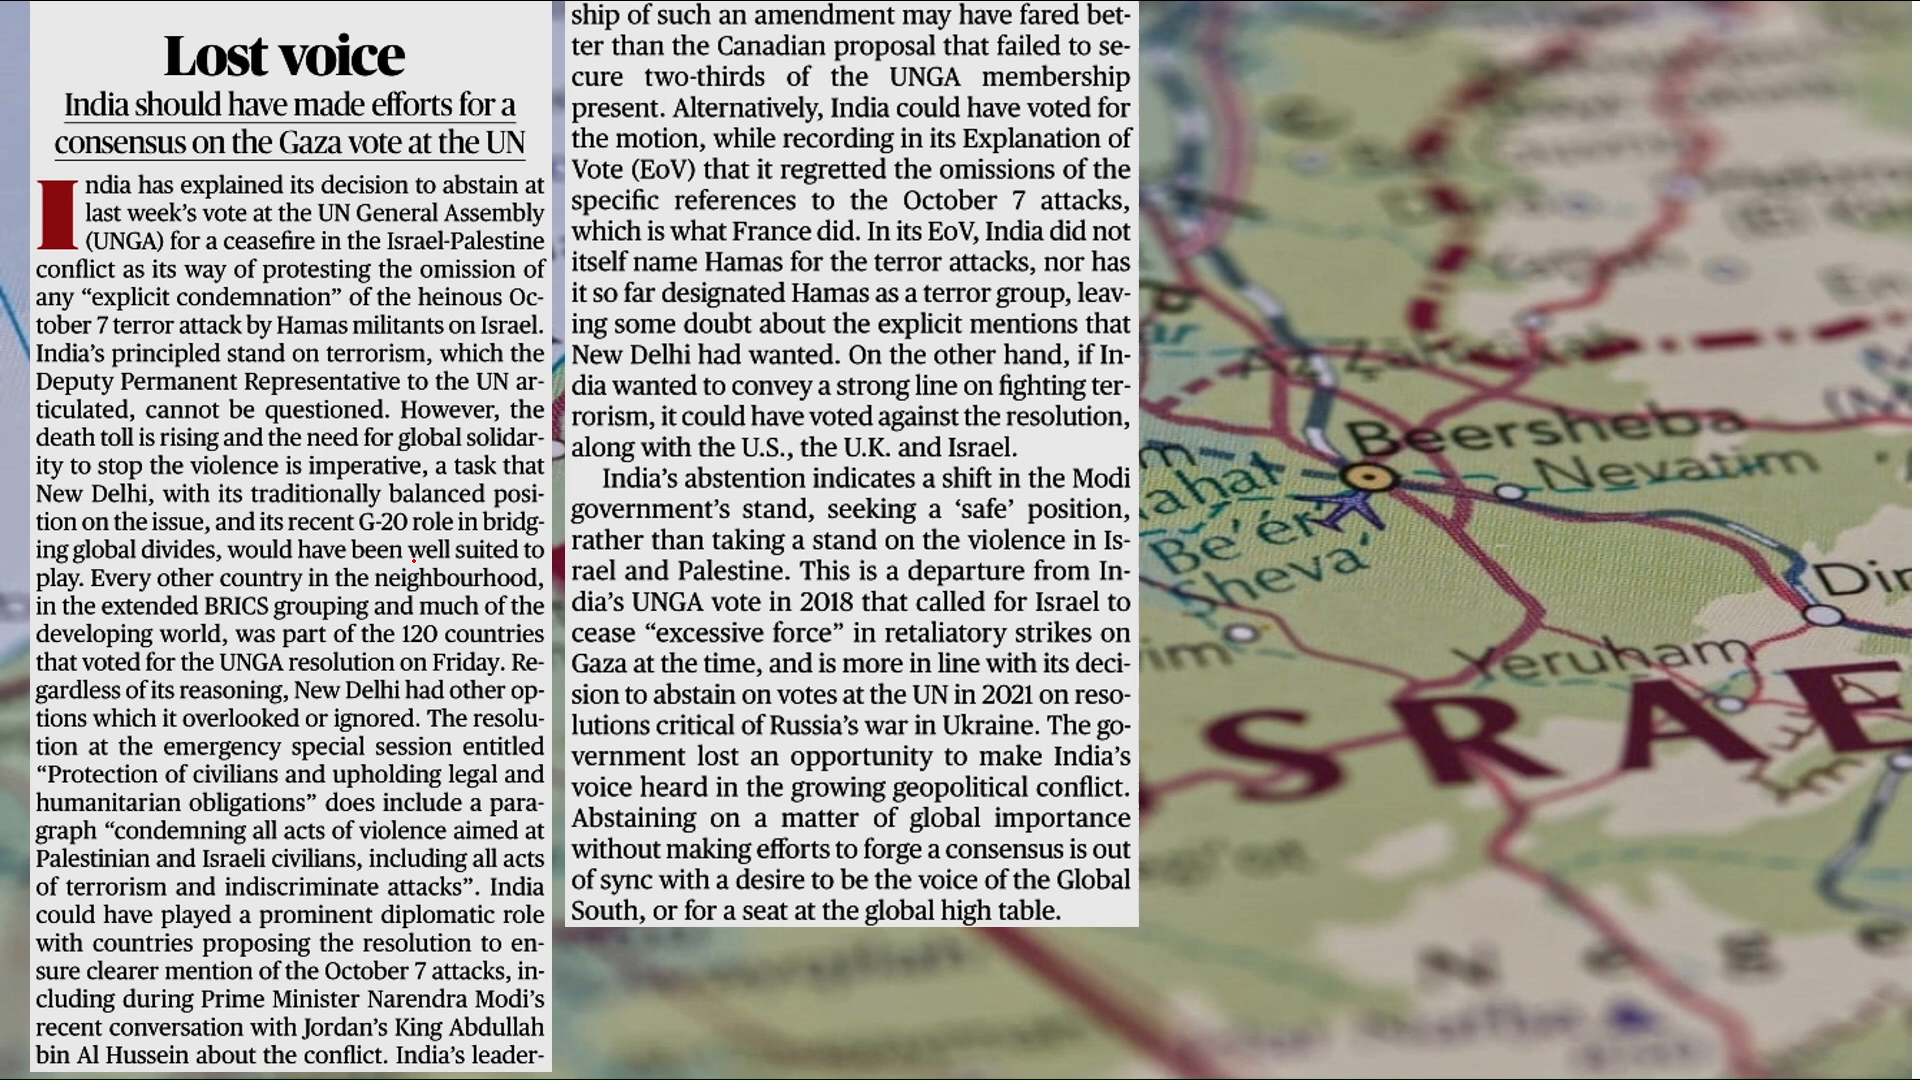 Lost voice
India should have made efforts for a
consensus on the Gaza vote at the UN
India has explained its decision to abstain at
last week’s vote at the UN General Assembly
(UNGA) for a ceasefire in the Israel-Palestine
conflict as its way of protesting the omission of
any “explicit condemnation” of the heinous Oc-
tober 7 terror attack by Hamas militants on Israel.
India’s principled stand on terrorism, which the
Deputy Permanent Representative to the UN ar-
ticulated, cannot be questioned. However, the
death toll is rising and the need for global solidar-
ity to stop the violence is imperative, a task that
New Delhi, with its traditionally balanced posi-
tion on the issue, and its recent G-20 role in bridg-
ing global divides, would have been well suited to
play. Every other country in the neighbourhood,
in the extended BRICS grouping and much of the
developing world, was part of the 120 countries
that voted for the UNGA resolution on Friday. Re-
gardless of its reasoning, New Delhi had other op-
tions which it overlooked or ignored. The resolu-
tion at the emergency special session entitled
“Protection of civilians and upholding legal and
humanitarian obligations” does include a para-
graph “condemning all acts of violence aimed at
Palestinian and Israeli civilians, including all acts
of terrorism and indiscriminate attacks”. India
could have played a prominent diplomatic role
with countries proposing the resolution to en-
sure clearer mention of the October 7 attacks, in-
cluding during Prime Minister Narendra Modi’s
recent conversation with Jordan’s King Abdullah
bin Al Hussein about the conflict. India’s leader-
ship of such an amendment may have fared bet-
ter than the Canadian proposal that failed to se-
cure two-thirds of the UNGA membership
present. Alternatively, India could have voted for
the motion, while recording in its Explanation of
Vote (EoV) that it regretted the omissions of the
specific references to the October 7 attacks,
which is what France did. In its EoV, India did not
itself name Hamas for the terror attacks, nor has
it so far designated Hamas as a terror group, leav-
ing some doubt about the explicit mentions that
New Delhi had wanted. On the other hand, if In-
dia wanted to convey a strong line on fighting ter-
rorism, it could have voted against the resolution,
along with the U.S., the U.K. and Israel.
India’s abstention indicates a shift in the Modi
government’s stand, seeking a ‘safe’ position,
rather than taking a stand on the violence in Is-
rael and Palestine. This is a departure from In-
dia’s UNGA vote in 2018 that called for Israel to
cease “excessive force” in retaliatory strikes on
Gaza at the time, and is more in line with its deci-
sion to abstain on votes at the UN in 2021 on reso-
lutions critical of Russia’s war in Ukraine. The go-
vernment lost an opportunity to make India’s
voice heard in the growing geopolitical conflict.
Abstaining on a matter of global importance
without making efforts to forge a consensus is out
of sync with a desire to be the voice of the Global
South, or for a seat at the global high table.
Beersheba
Nevatim
ahal
Be’ér
Sheva‘
Dir
im
Yeruham
SRAE
N e g e